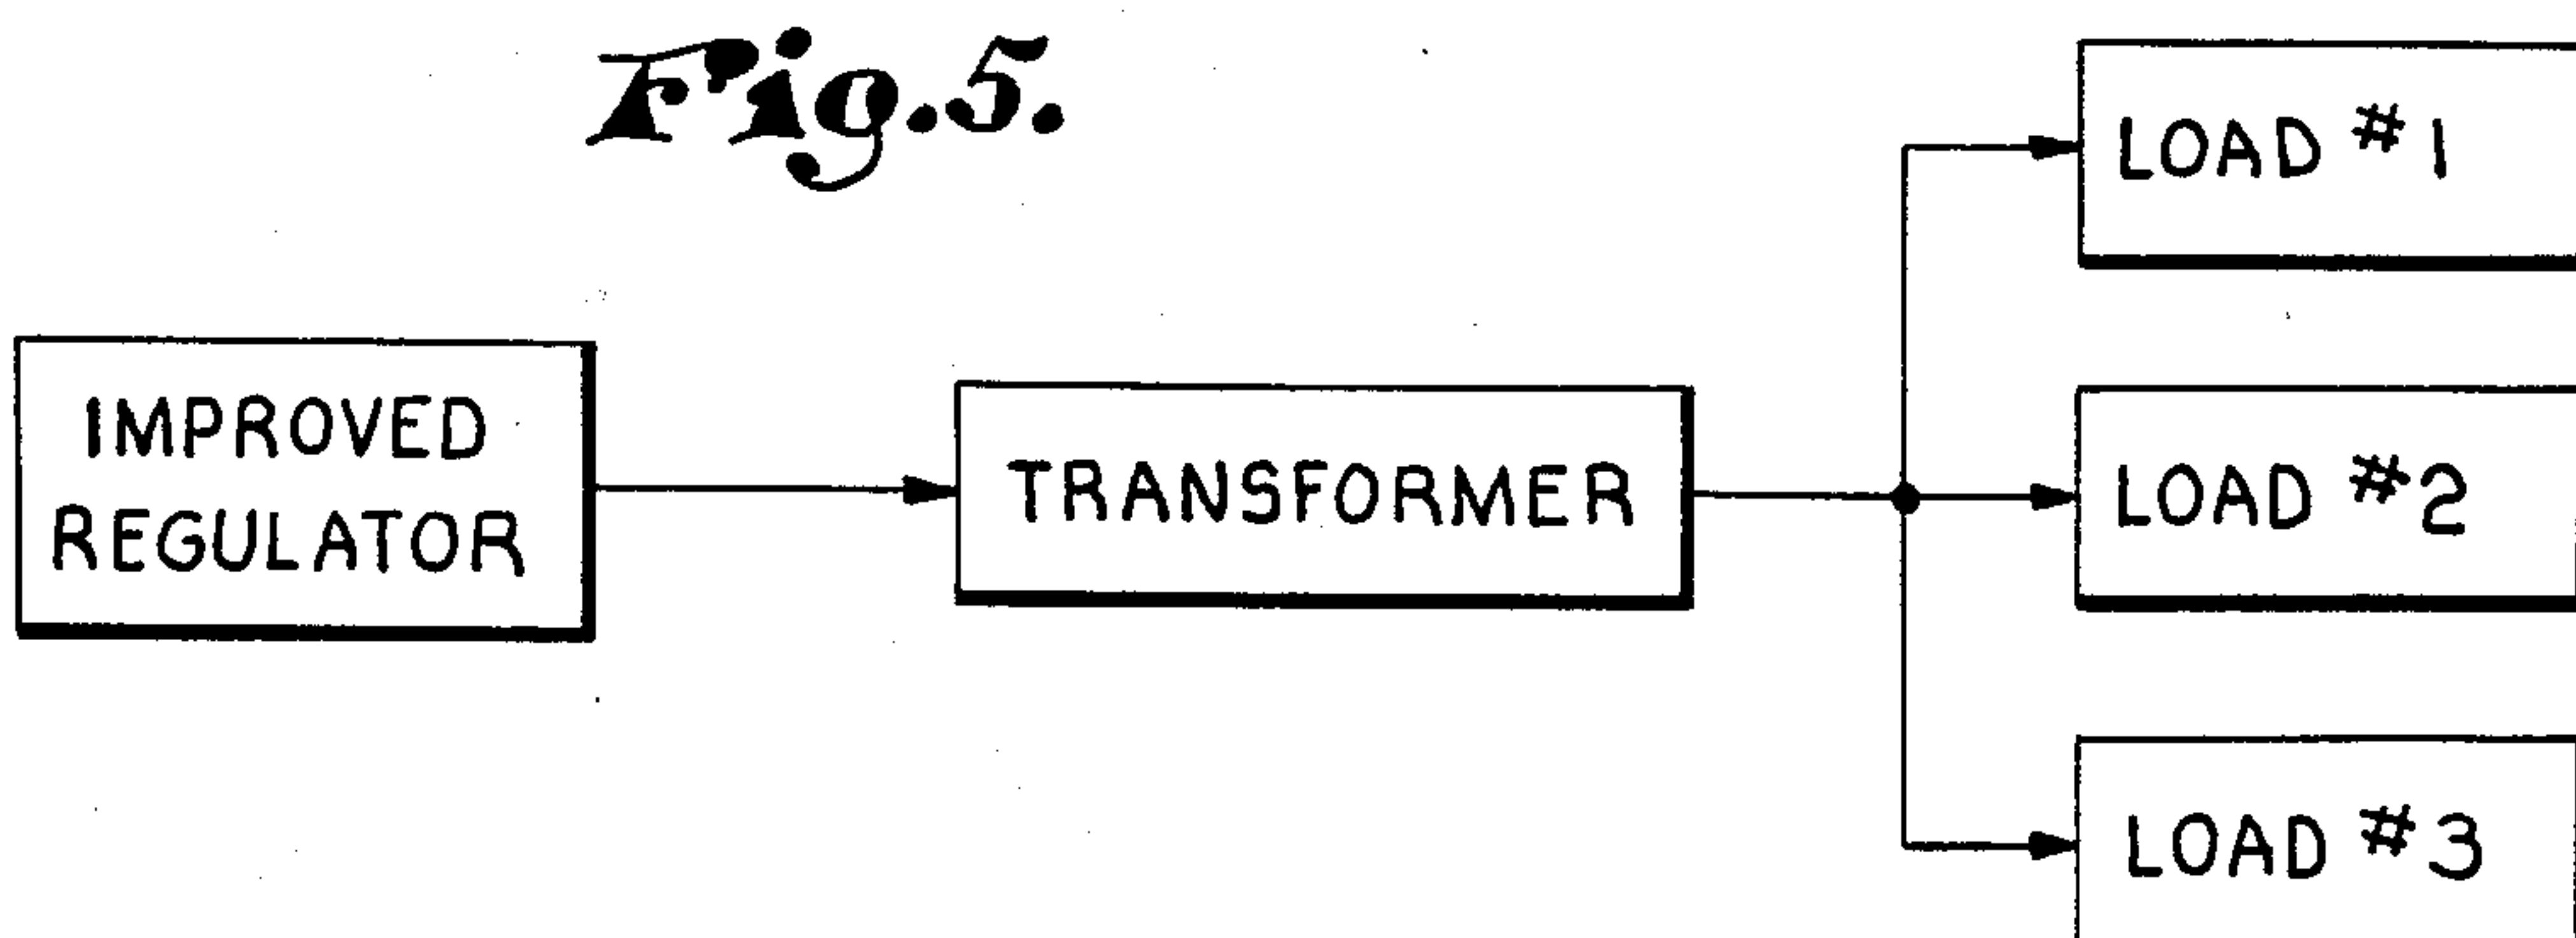 Fig. 5.
LOAD #1
IMPROVED
REGULATOR
TRANSFORMER
LOAD #2
LOAD #3